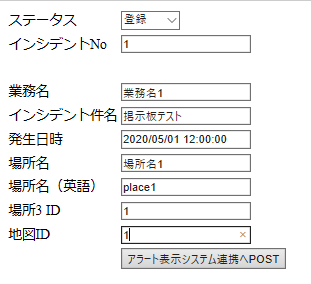 ステータス 登録
インシデントNo 1
業務名 業務名1
インシデント件名 掲示板テスト
発生日時 2020/05/01 12:00:00
場所名 場所名1
場所名（英語） place1
場所3 ID 1
地図ID 1
アラート表示システム連携へPOST